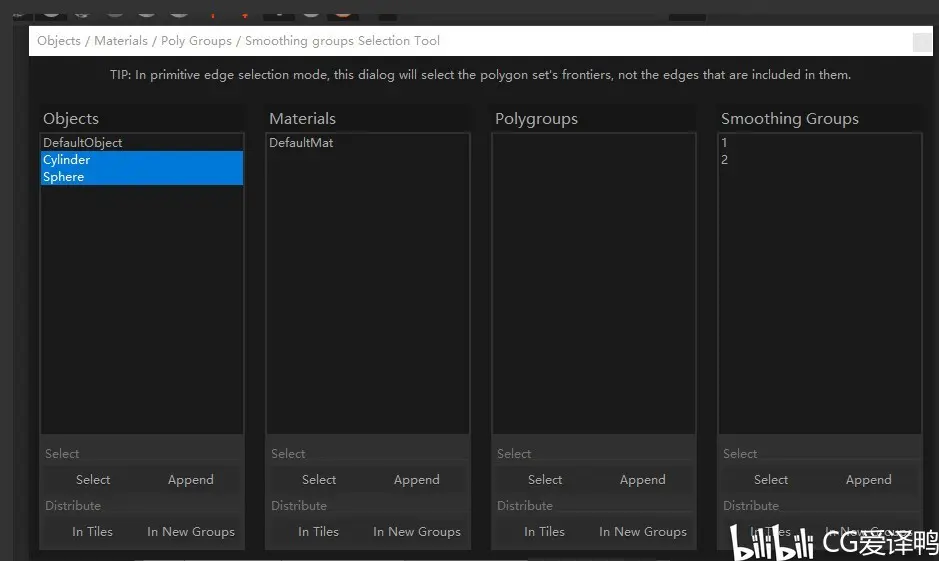 Objects / Materials / Poly Groups / Smoothing groups Selection Tool
TIP: In primitive edge selection mode, this dialog will select the polygon set's frontiers, not the edges that are included in them.
Objects
DefaultObject
Cylinder
Sphere
Select
Select Append
Distribute
In Tiles In New Groups
Materials
DefaultMat
Select
Select Append
Distribute
In Tiles In New Groups
Polygroups
Select
Select Append
Distribute
In Tiles In New Groups
Smoothing Groups
1
2
Select
Select Append
Distribute
In Tiles In New Groups
bilibili CG爱译鸭